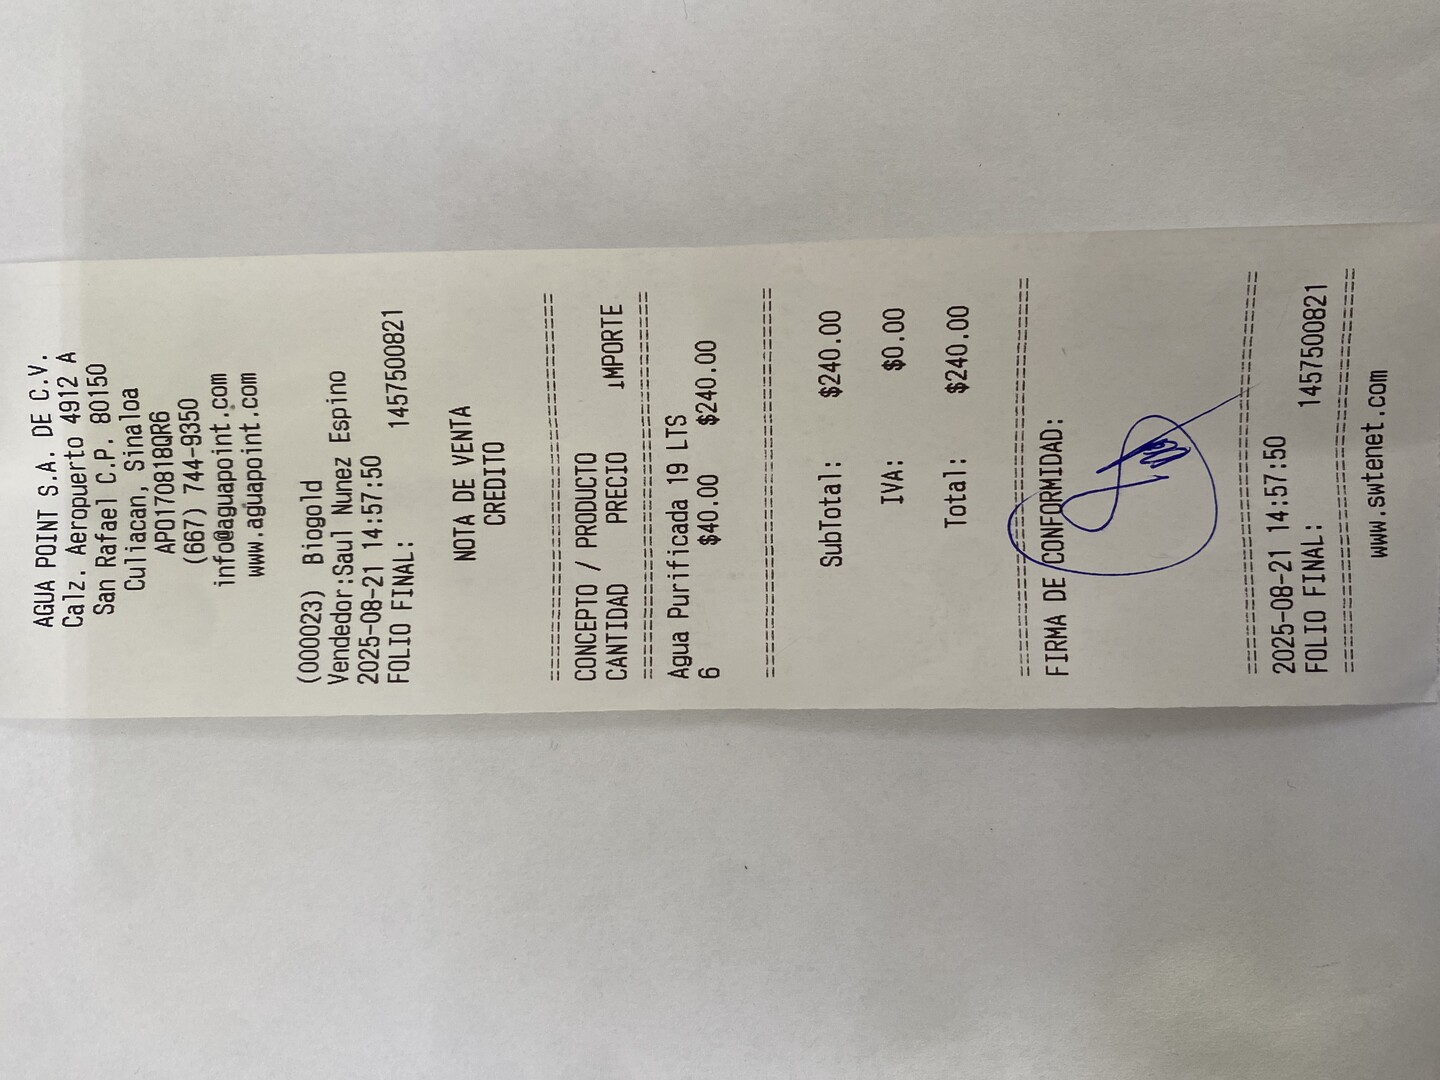 AGUA POINT S.A. DE C.V.
Calz. Aeropuerto 4912 A
San Rafael C.P. 80150
Culiacan, Sinaloa
APO170818QR6
(667) 744-9350
info@aguapoint.com
www.aguapoint.com
(000023) Biogold
Vendedor:Saul Nunez Espino
2025-08-21 14:57:50
FOLIO FINAL: 1457500821
NOTA DE VENTA
CREDITO
CONCEPTO / PRODUCTO
CANTIDAD PRECIO IMPORTE
Agua Purificada 19 LTS
6 $40.00 $240.00
SubTotal: $240.00
IVA: $0.00
Total: $240.00
FIRMA DE CONFORMIDAD:
2025-08-21 14:57:50
FOLIO FINAL: 1457500821
www.swtenet.com